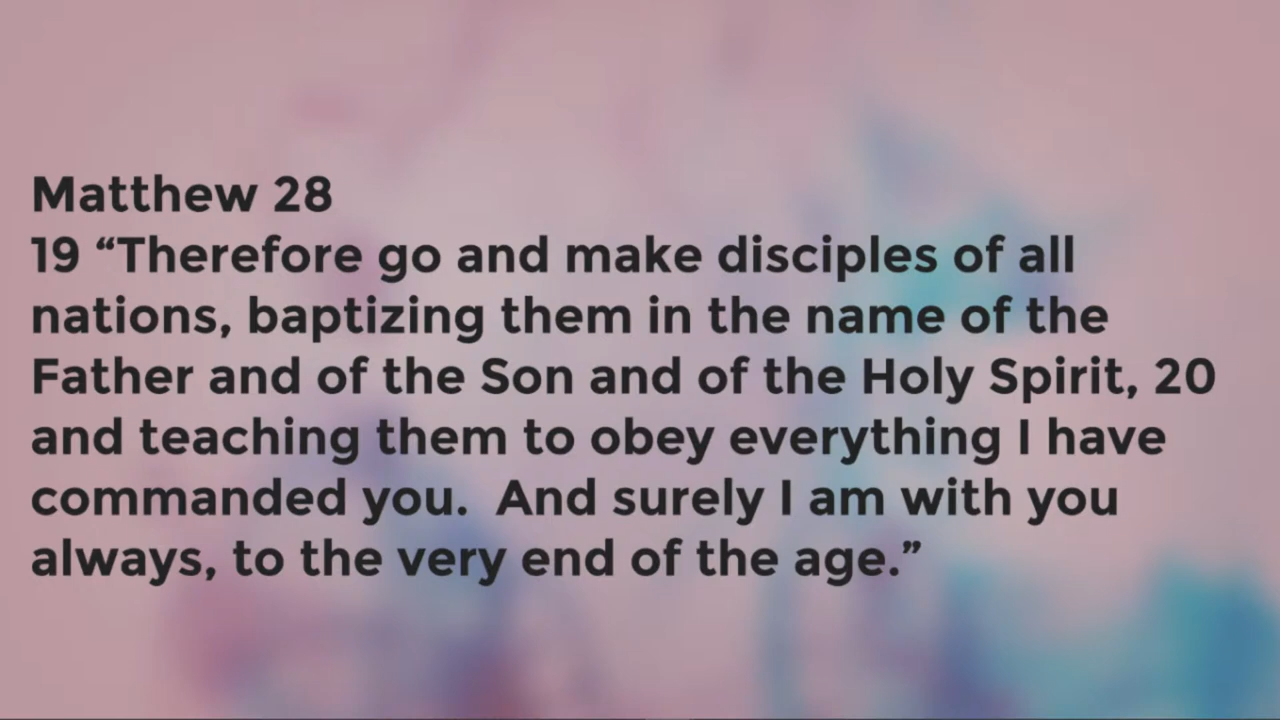 Matthew 28
19 “Therefore go and make disciples of all
nations, baptizing them in the name of the
Father and of the Son and of the Holy Spirit, 20
and teaching them to obey everything I have
commanded you.  And surely I am with you
always, to the very end of the age.”